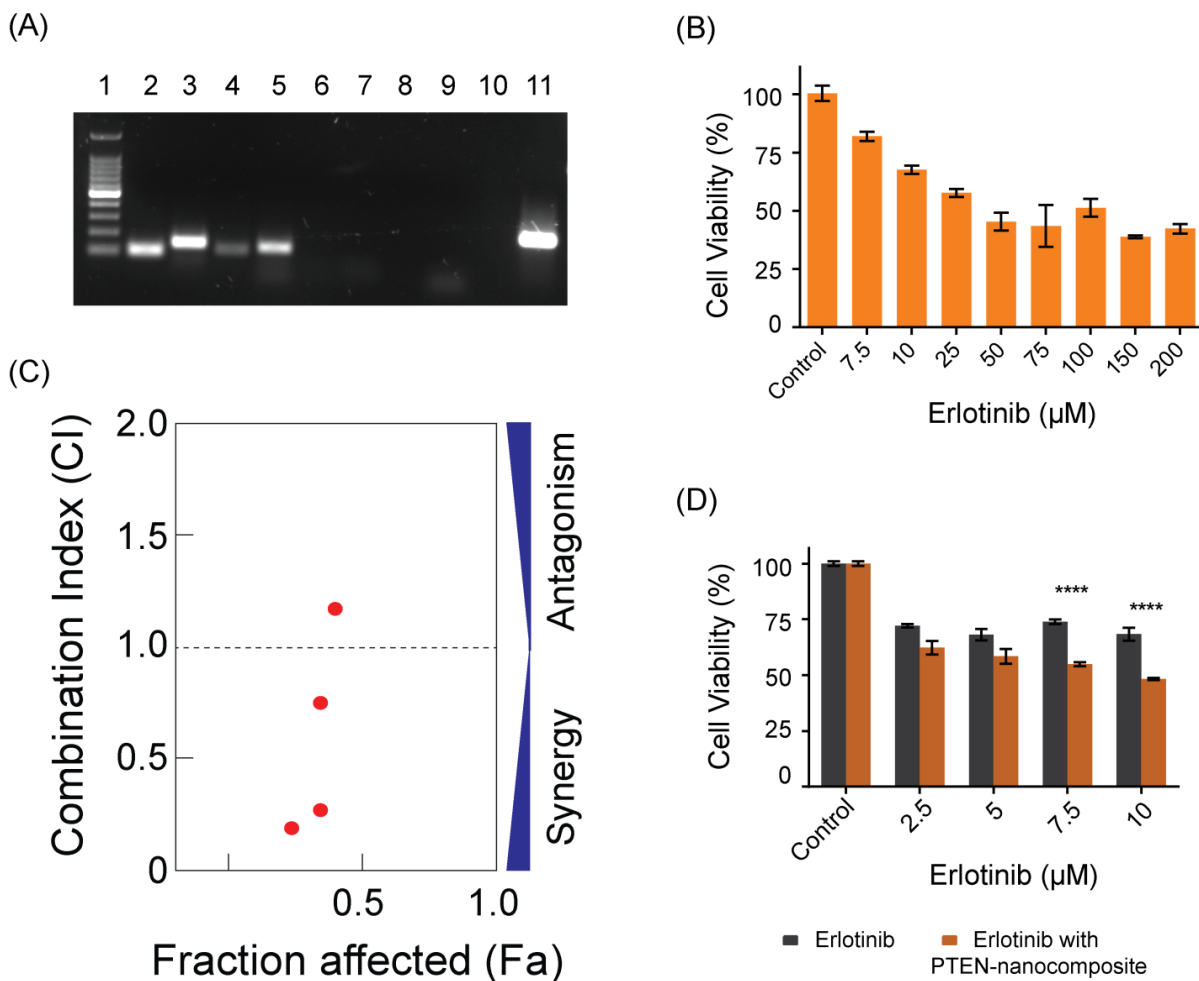 (A)
1 2 3 4 5 6 7 8 9 10 11
(B)
Cell Viability (%)
100
75
50
25
0
Control 7.5 10 25 50 75 100 150 200
Erlotinib (µM)
(C)
Combination Index (CI)
2.0
1.5
1.0
0.5
0
0.5 1.0
Fraction affected (Fa)
Antagonism
Synergy
(D)
Cell Viability (%)
100
75
50
25
0
**** ****
Control 2.5 5 7.5 10
Erlotinib (µM)
Erlotinib
Erlotinib with
PTEN-nanocomposite